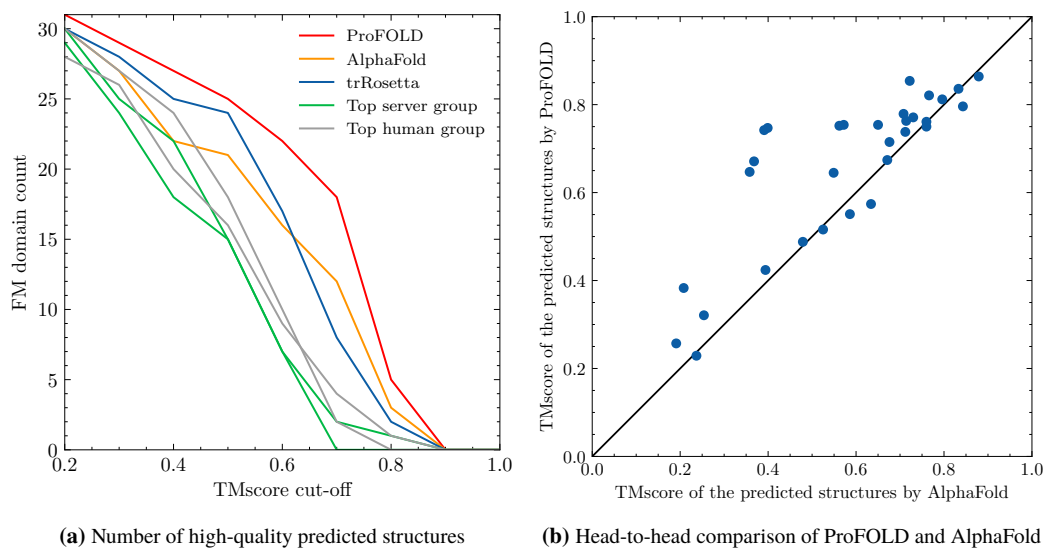 30
25
20
15
10
5
0
FM domain count
ProFOLD
AlphaFold
trRosetta
Top server group
Top human group
0.2 0.4 0.6 0.8 1.0
TMscore cut-off
(a) Number of high-quality predicted structures
1.0
0.8
0.6
0.4
0.2
0.0
TMscore of the predicted structures by ProFOLD
0.0 0.2 0.4 0.6 0.8 1.0
TMscore of the predicted structures by AlphaFold
(b) Head-to-head comparison of ProFOLD and AlphaFold